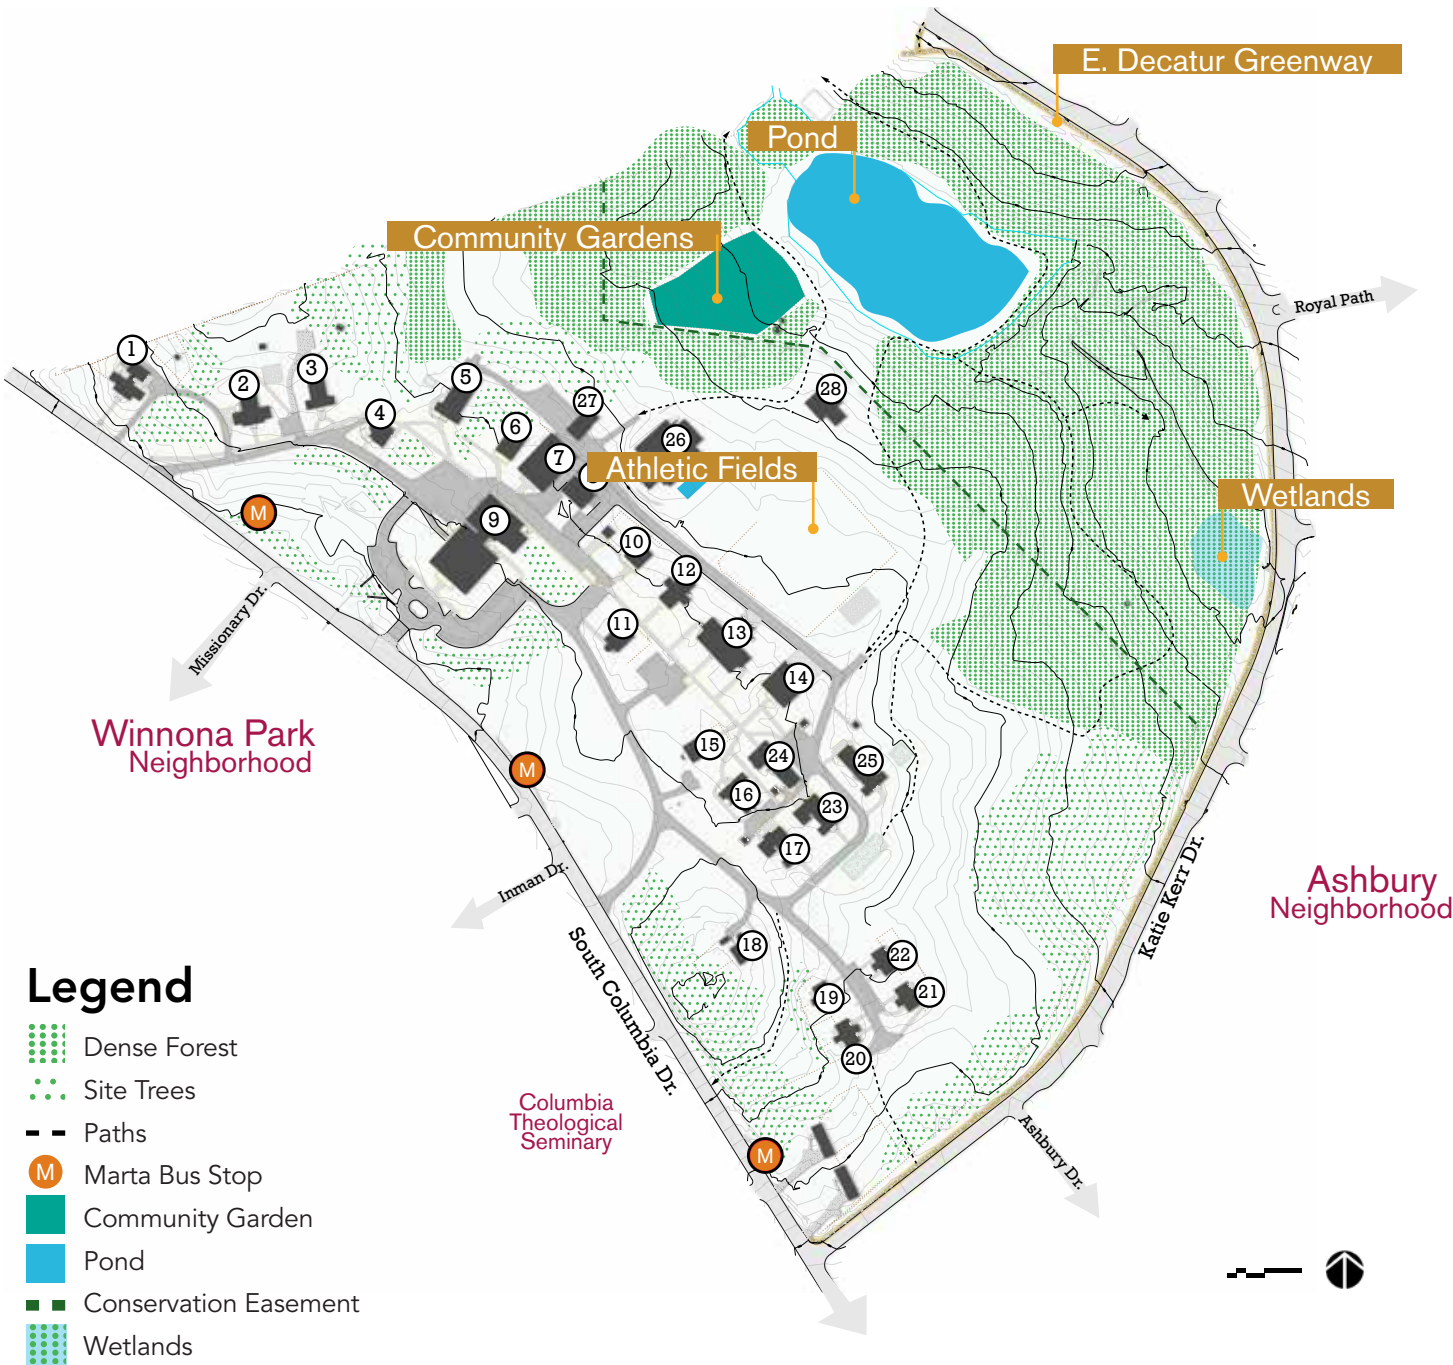 E. Decatur Greenway
Pond
Community Gardens
Royal Path
1
2
3
4
5
6
7
27
28
26
Athletic Fields
Wetlands
9
10
12
11
13
14
M
Missionary Dr.
Winnona Park
Neighborhood
M
15
24
25
16
23
17
Inman Dr.
South Columbia Dr.
Katie Kerr Dr.
Ashbury
Neighborhood
18
22
19
21
20
Columbia
Theological
Seminary
M
Ashbury Dr.
Legend
Dense Forest
Site Trees
Paths
M
Marta Bus Stop
Community Garden
Pond
Conservation Easement
Wetlands